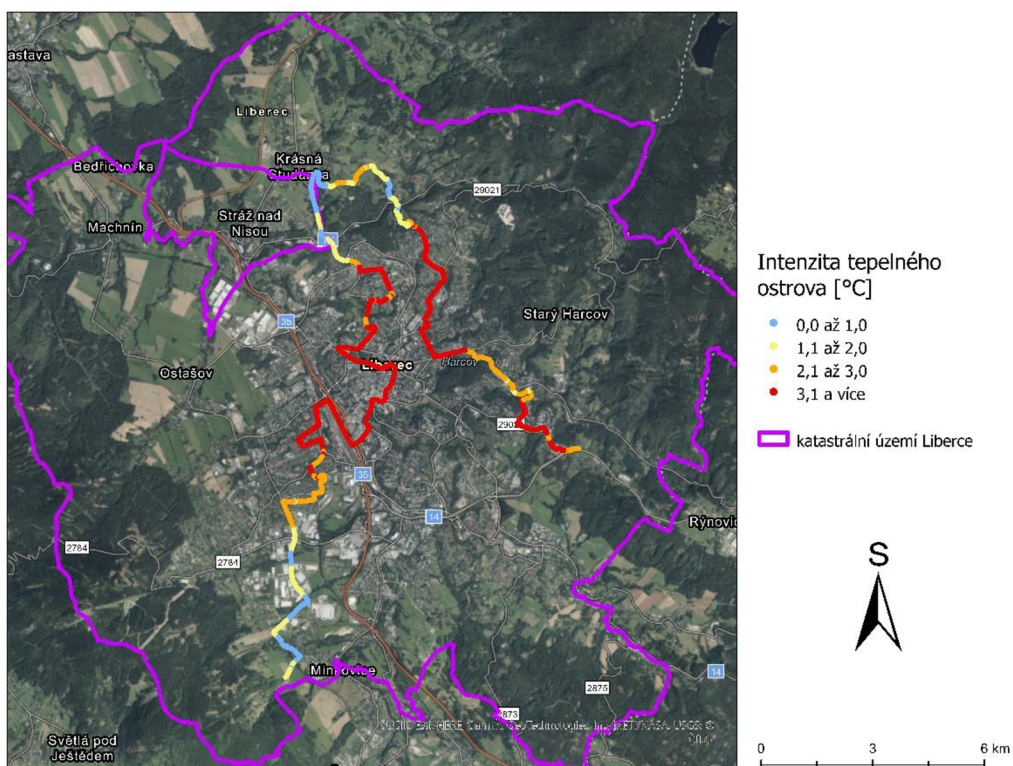 astava
Liberec
Bedřichovka
Krásná
Studánka
29021
Machnín
Stráž nad
Nisou
35
Starý Harcov
Liberec
Harcov
Ostašov
35
14
Rýnovic
2784
2784
Minkovice
14
2875
2873
Světlá pod
Ještědem
Intenzita tepelného
ostrova [°C]
0,0 až 1,0
1,1 až 2,0
2,1 až 3,0
3,1 a více
katastrální území Liberce
S
0 3 6 km